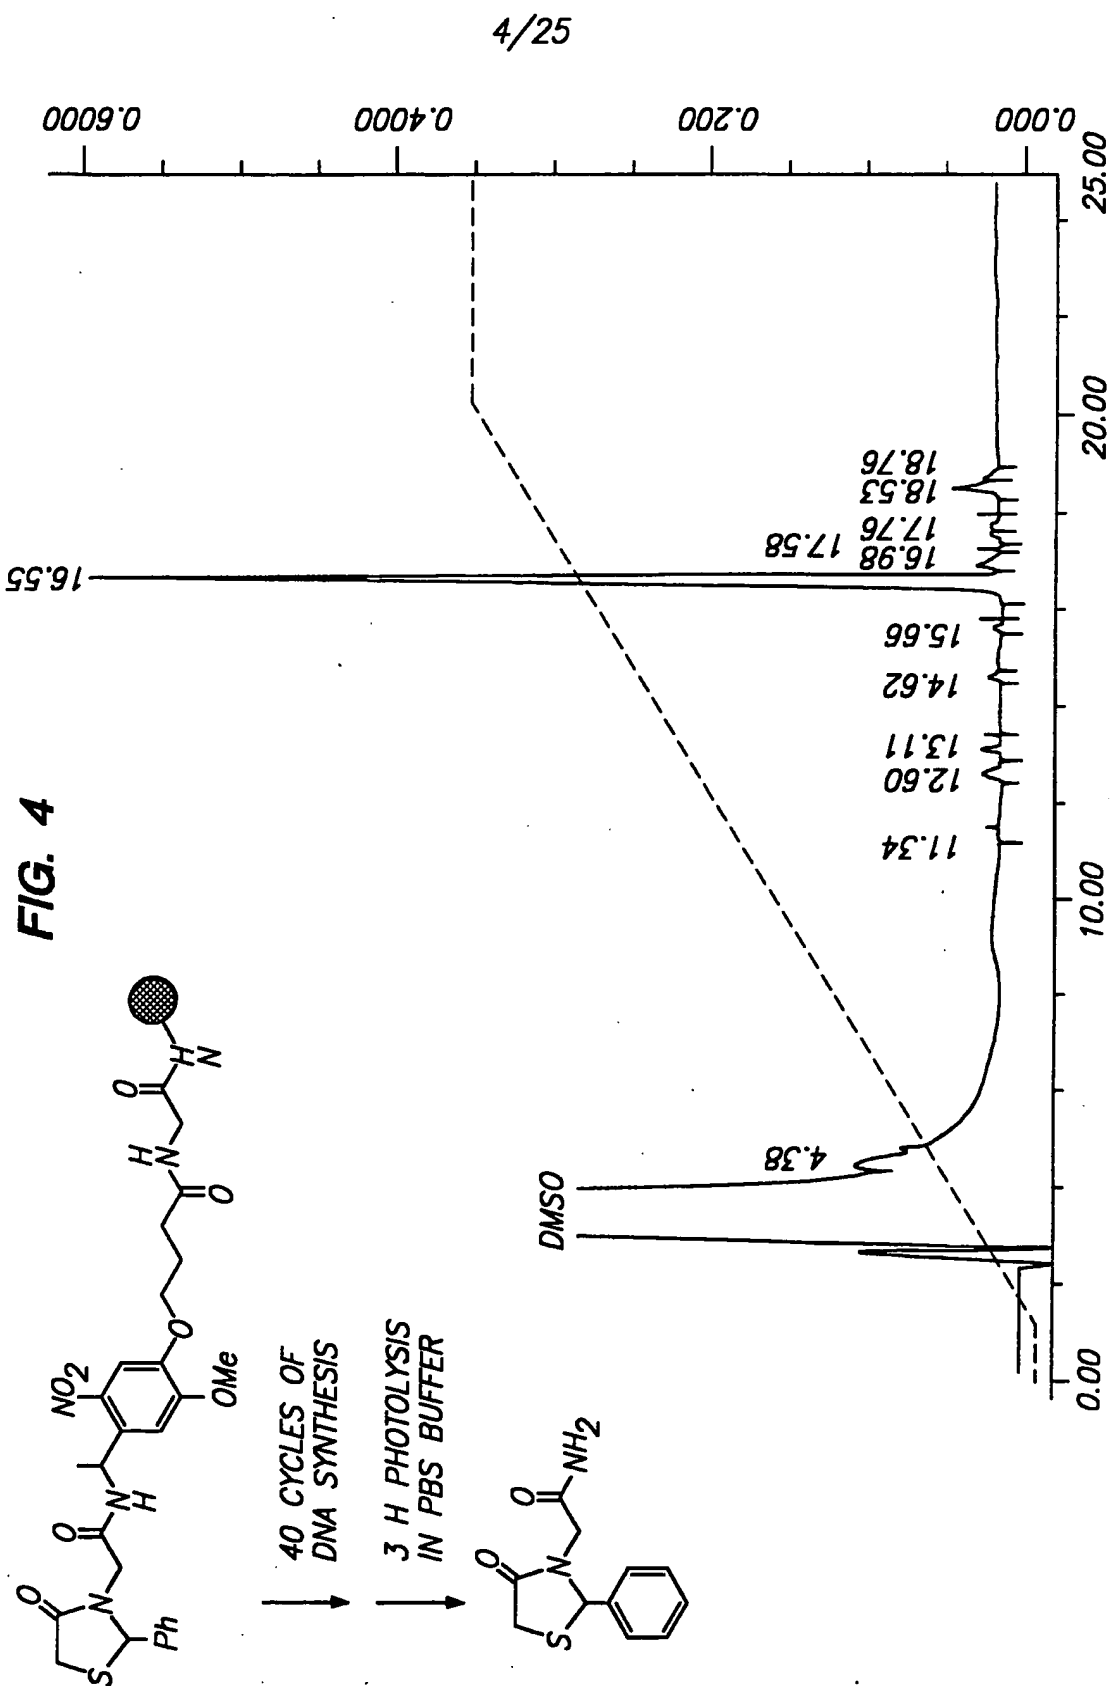 4/25
FIG. 4
O
N
S
Ph
O
N
H
NO2
OMe
O
O
N
H
O
H
N
40 CYCLES OF
DNA SYNTHESIS
3 H PHOTOLYSIS
IN PBS BUFFER
O
N
S
O
NH2
DMSO
4.38
11.34
12.60
13.11
14.62
15.66
16.55
16.98
17.58
17.76
18.53
18.76
0.6000
0.4000
0.200
0.000
0.00
10.00
20.00
25.00